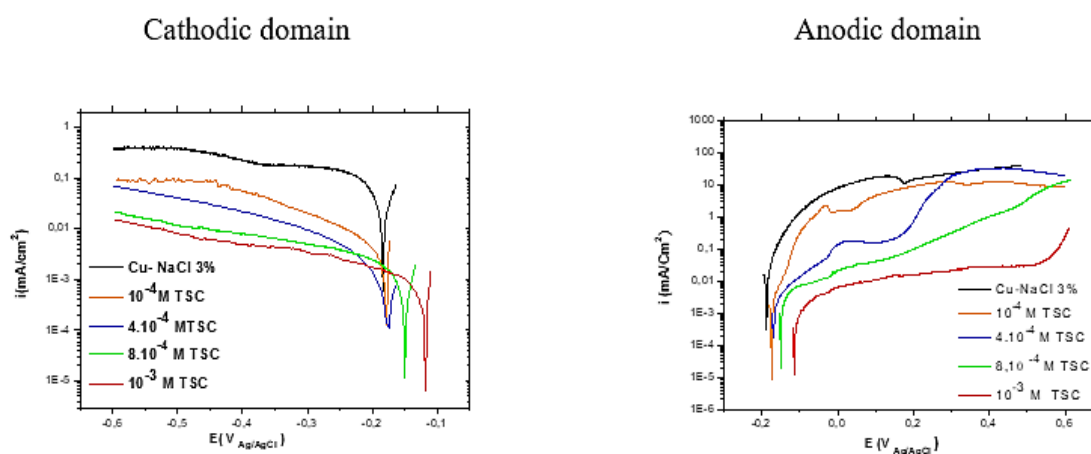 Cathodic domain
Anodic domain
i(mA/cm²)
1
0,1
0,01
1E-3
1E-4
1E-5
Cu- NaCl 3%
10⁻⁴M TSC
4.10⁻⁴ MTSC
8.10⁻⁴ M TSC
10⁻³ M TSC
-0,6 -0,5 -0,4 -0,3 -0,2 -0,1
E(V Ag/AgCl)
i (mA/Cm²)
1000
100
10
1
0,1
0,01
1E-3
1E-4
1E-5
1E-6
Cu-NaCl 3%
10⁻⁴ M TSC
4.10⁻⁴ M TSC
8,10⁻⁴ M TSC
10⁻³ M TSC
-0,2 0,0 0,2 0,4 0,6
E (V Ag/AgCl)